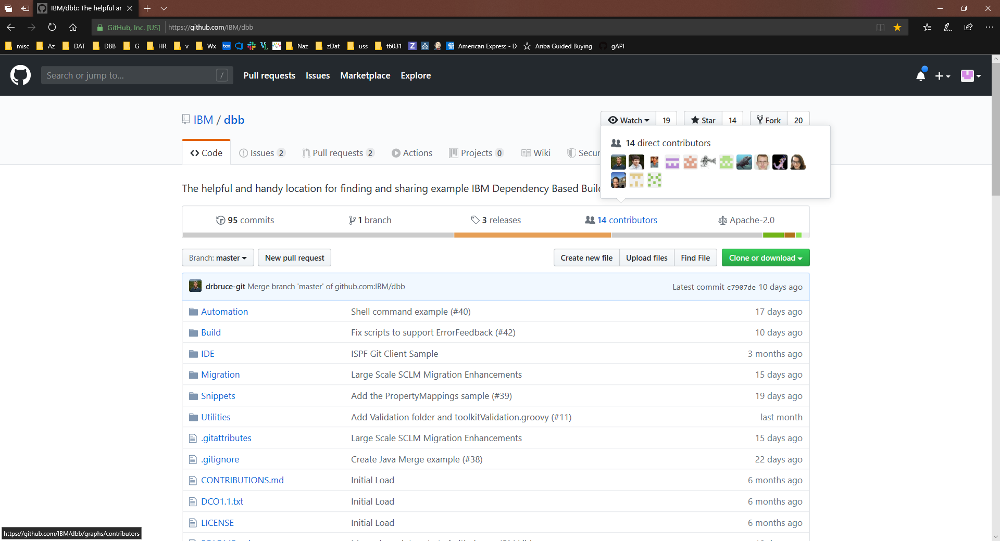 IBM/dbb: The helpful ar
GitHub, Inc. [US] https://github.com/IBM/dbb
misc Az DAT DBB G HR v Wx box Naz zDat uss t6031 Z American Express - D Ariba Guided Buying gAPI
Search or jump to... / Pull requests Issues Marketplace Explore
IBM / dbb Watch 19 Star 14 Fork 20
14 direct contributors
Code Issues 2 Pull requests 2 Actions Projects 0 Wiki Secur
The helpful and handy location for finding and sharing example IBM Dependency Based Buil
95 commits 1 branch 3 releases 14 contributors Apache-2.0
Branch: master New pull request Create new file Upload files Find File Clone or download
drbruce-git Merge branch 'master' of github.com:IBM/dbb Latest commit c7907de 10 days ago
Automation Shell command example (#40) 17 days ago
Build Fix scripts to support ErrorFeedback (#42) 10 days ago
IDE ISPF Git Client Sample 3 months ago
Migration Large Scale SCLM Migration Enhancements 15 days ago
Snippets Add the PropertyMappings sample (#39) 19 days ago
Utilities Add Validation folder and toolkitValidation.groovy (#11) last month
.gitattributes Large Scale SCLM Migration Enhancements 15 days ago
.gitignore Create Java Merge example (#38) 22 days ago
CONTRIBUTIONS.md Initial Load 6 months ago
DCO1.1.txt Initial Load 6 months ago
LICENSE Initial Load 6 months ago
https://github.com/IBM/dbb/graphs/contributors